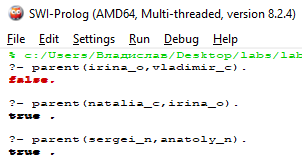 SWI-Prolog (AMD64, Multi-threaded, version 8.2.4)
File Edit Settings Run Debug Help
% c:/Users/Владислав/Desktop/labs/lab
?- parent(irina_o,vladimir_c).
false.
?- parent(natalia_c,irina_o).
true .
?- parent(sergei_n,anatoly_n).
true .